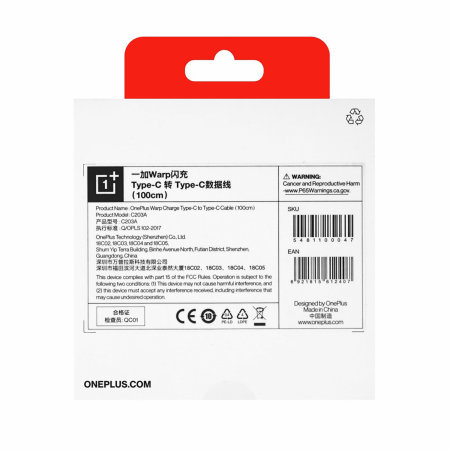 一加Warp闪充
Type-C 转 Type-C数据线
(100cm)
⚠ WARNING:
Cancer and Reproductive Harm
-www.P65Warnings.ca.gov.
Product Name: OnePlus Warp Charge Type-C to Type-C Cable (100cm)
Product Model: C203A
产品型号: C203A
执行标准: Q/OPLS 102-2017
OnePlus Technology (Shenzhen) Co., Ltd.
18C02, 18C03, 18C04 and 18C05,
Shum Yip Terra Building, Binhe Avenue North, Futian District, Shenzhen,
Guangdong, China
深圳市万普拉斯科技有限公司
深圳市福田区滨河大道北深业泰然大厦18C02、18C03、18C04、18C05
This device complies with part 15 of the FCC Rules. Operation is subject to the
following two conditions: (1) This device may not cause harmful interference, and
(2) this device must accept any interference received, including interference that
may cause undesired operation.
SKU
5481100047
EAN
6921815612407
合格证
检查员: QC01
CE
10
PE-LD
LDPE
Designed by OnePlus
Made in China
中国制造
www.oneplus.com
ONEPLUS.COM